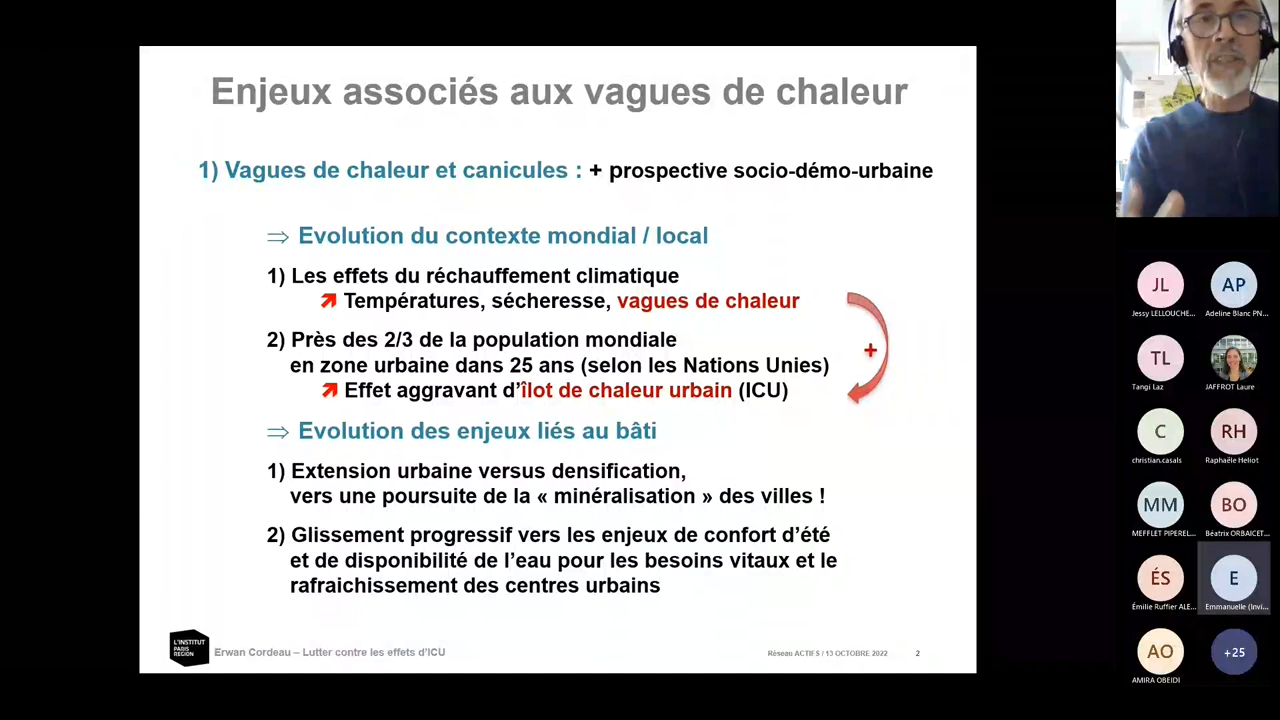 Enjeux associés aux vagues de chaleur
1) Vagues de chaleur et canicules : + prospective socio-démo-urbaine
⇒ Evolution du contexte mondial / local
1) Les effets du réchauffement climatique
Températures, sécheresse, vagues de chaleur
2) Près des 2/3 de la population mondiale
en zone urbaine dans 25 ans (selon les Nations Unies)
Effet aggravant d'îlot de chaleur urbain (ICU)
+
⇒ Evolution des enjeux liés au bâti
1) Extension urbaine versus densification,
vers une poursuite de la « minéralisation » des villes !
2) Glissement progressif vers les enjeux de confort d'été
et de disponibilité de l'eau pour les besoins vitaux et le
rafraichissement des centres urbains
L'INSTITUT
PARIS
REGION
Erwan Cordeau – Lutter contre les effets d'ICU
Réseau ACTIFS / 13 OCTOBRE 2022
2
JL
Jessy LELLOUCHE...
AP
Adeline Blanc PN...
TL
Tangi Laz
JAFFROT Laure
C
christian.casals
RH
Raphaële Heliot
MM
MEFFLET PIPEREL...
BO
Béatrix ORBAICET...
ÉS
Émilie Ruffier ALE...
E
Emmanuelle (Invi...
AO
AMIRA OBEIDI
+25